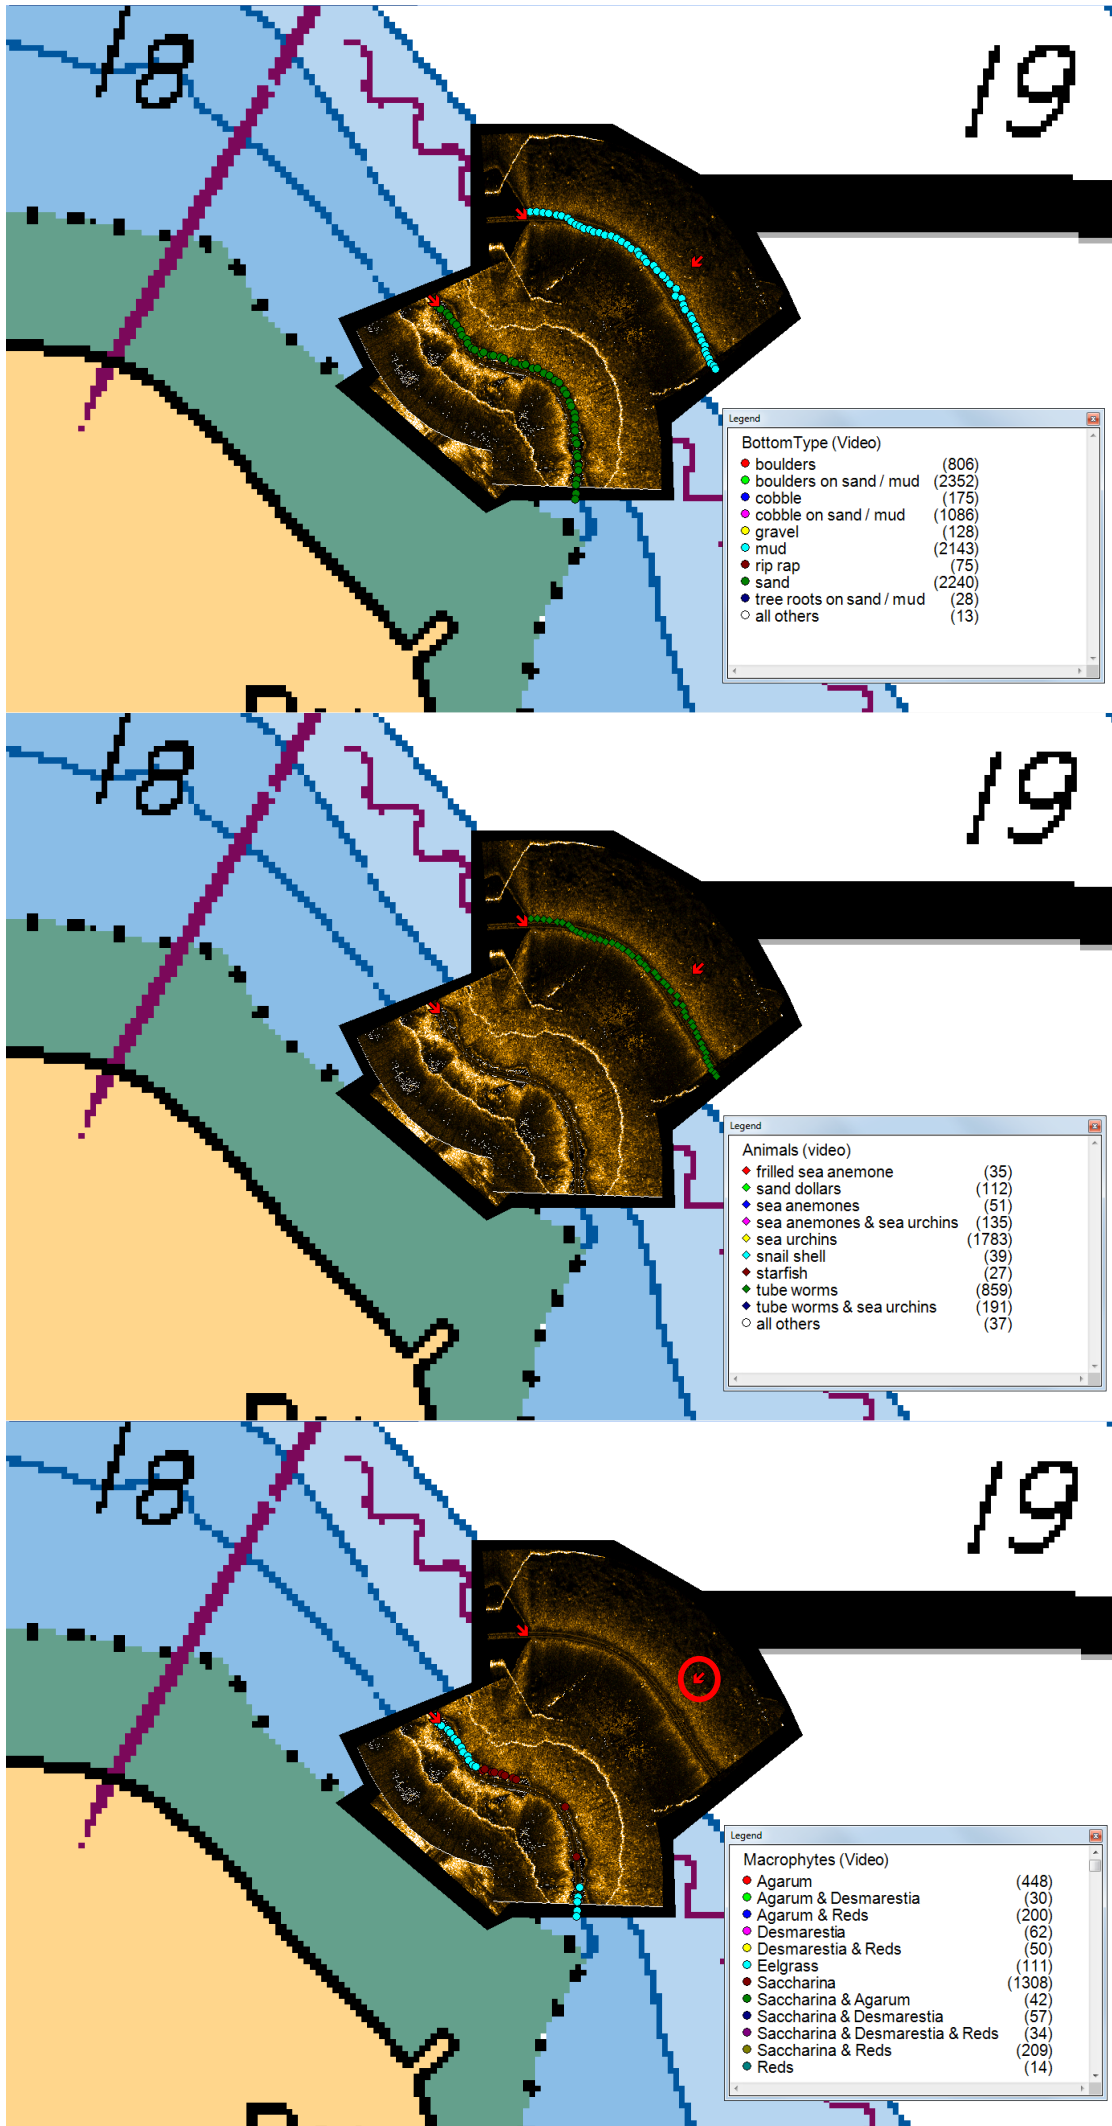 18
19
Legend
BottomType (Video)
boulders (806)
boulders on sand / mud (2352)
cobble (175)
cobble on sand / mud (1086)
gravel (128)
mud (2143)
rip rap (75)
sand (2240)
tree roots on sand / mud (28)
all others (13)
18
19
Legend
Animals (video)
frilled sea anemone (35)
sand dollars (112)
sea anemones (51)
sea anemones & sea urchins (135)
sea urchins (1783)
snail shell (39)
starfish (27)
tube worms (859)
tube worms & sea urchins (191)
all others (37)
18
19
Legend
Macrophytes (Video)
Agarum (448)
Agarum & Desmarestia (30)
Agarum & Reds (200)
Desmarestia (62)
Desmarestia & Reds (50)
Eelgrass (111)
Saccharina (1308)
Saccharina & Agarum (42)
Saccharina & Desmarestia (57)
Saccharina & Desmarestia & Reds (34)
Saccharina & Reds (209)
Reds (14)